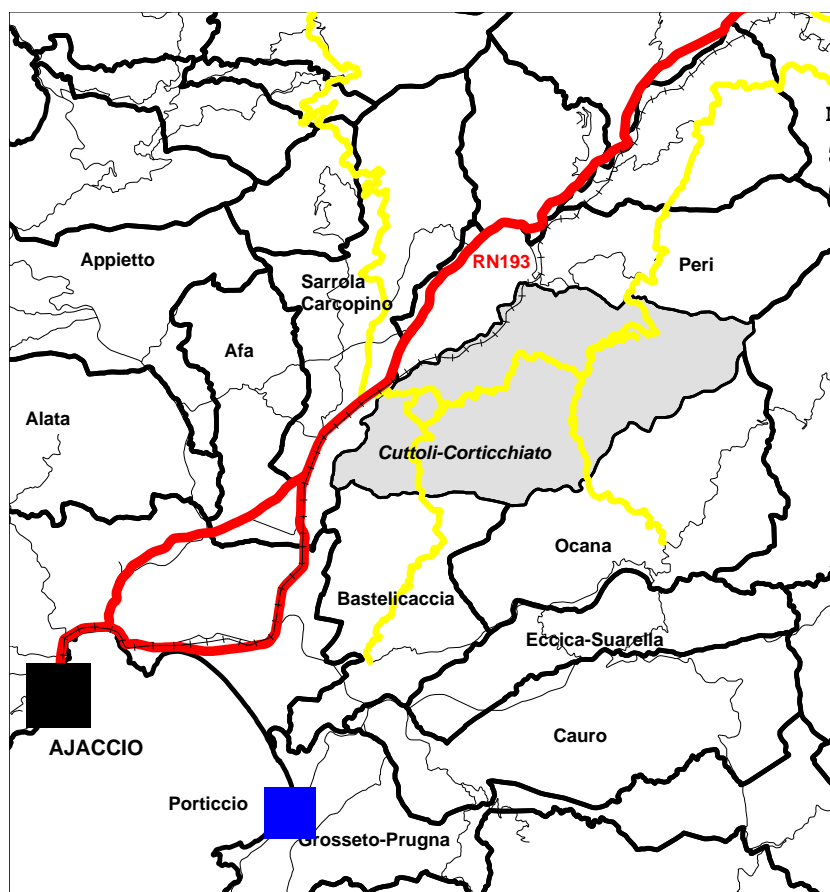 Appietto
Sarrola
Carcopino
RN193
Peri
Afa
Alata
Cuttoli-Corticchiato
Ocana
Bastelicaccia
Eccica-Suarella
Cauro
AJACCIO
Porticcio
Grosseto-Prugna